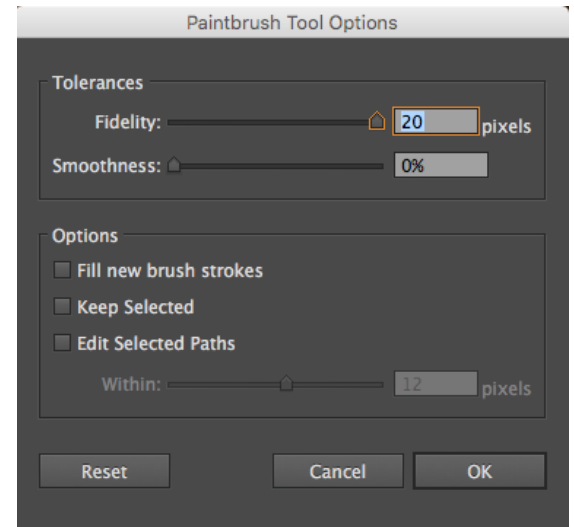 Paintbrush Tool Options
Tolerances
Fidelity: 20 pixels
Smoothness: 0%
Options
Fill new brush strokes
Keep Selected
Edit Selected Paths
Within: 12 pixels
Reset Cancel OK